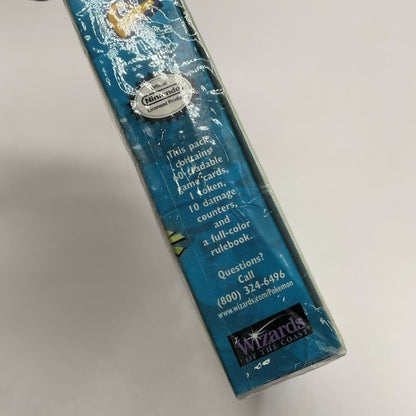 Official
Nintendo
Licensed Product
This pack
contains
60 tradable
game cards,
1 token,
10 damage
counters,
and
a full-color
rulebook.
Questions?
Call
(800) 324-6496
www.wizards.com/Pokemon
Wizards
OF THE COAST